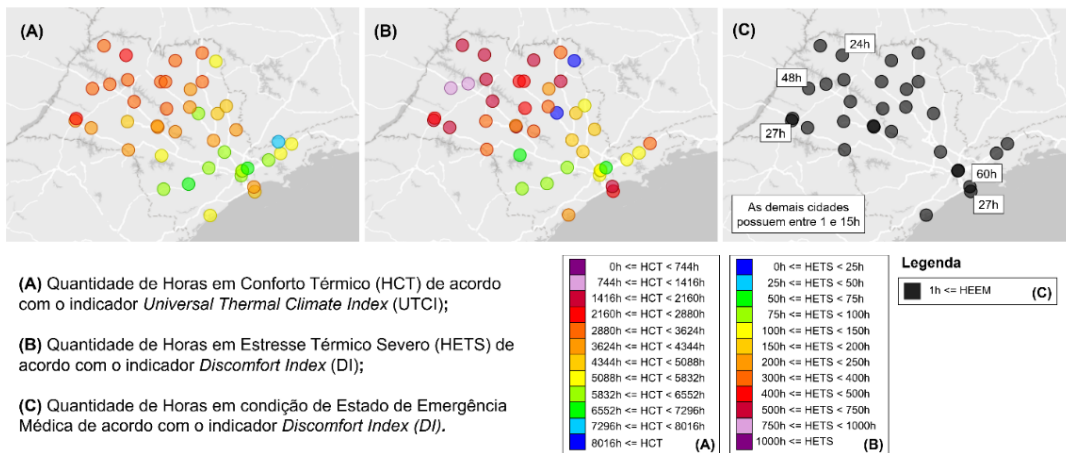 (A)
(B)
(C)
24h
48h
27h
60h
27h
As demais cidades
possuem entre 1 e 15h
(A) Quantidade de Horas em Conforto Térmico (HCT) de acordo
com o indicador Universal Thermal Climate Index (UTCI);
(B) Quantidade de Horas em Estresse Térmico Severo (HETS) de
acordo com o indicador Discomfort Index (DI);
(C) Quantidade de Horas em condição de Estado de Emergência
Médica de acordo com o indicador Discomfort Index (DI).
0h <= HCT < 744h
744h <= HCT < 1416h
1416h <= HCT < 2160h
2160h <= HCT < 2880h
2880h <= HCT < 3624h
3624h <= HCT < 4344h
4344h <= HCT < 5088h
5088h <= HCT < 5832h
5832h <= HCT < 6552h
6552h <= HCT < 7296h
7296h <= HCT < 8016h
8016h <= HCT
(A)
0h <= HETS < 25h
25h <= HETS < 50h
50h <= HETS < 75h
75h <= HETS < 100h
100h <= HETS < 150h
150h <= HETS < 200h
200h <= HETS < 250h
300h <= HETS < 400h
400h <= HETS < 500h
500h <= HETS < 750h
750h <= HETS < 1000h
1000h <= HETS
(B)
Legenda
1h <= HEEM
(C)